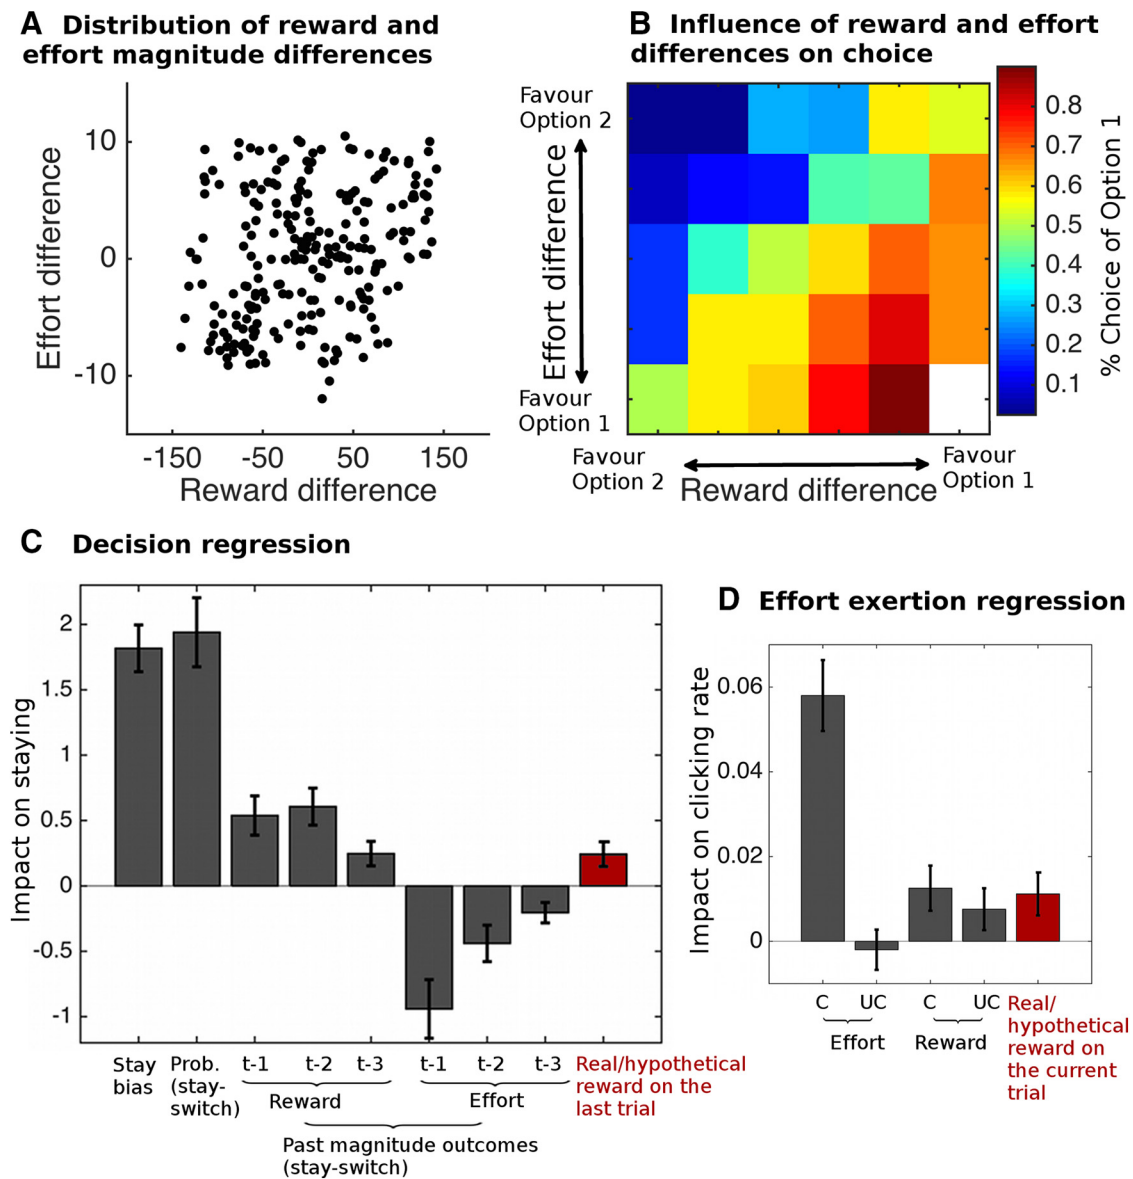 A Distribution of reward and
effort magnitude differences
10
0
-10
Effort difference
-150
-50
50
150
Reward difference
B Influence of reward and effort
differences on choice
Favour
Option 2
Effort difference
Favour
Option 1
Favour
Option 2
Reward difference
Favour
Option 1
0.8
0.7
0.6
0.5
0.4
0.3
0.2
0.1
% Choice of Option 1
C Decision regression
2
1.5
1
0.5
0
-0.5
-1
Impact on staying
Stay
bias
Prob.
(stay-
switch)
t-1
t-2
t-3
Reward
t-1
t-2
t-3
Effort
Past magnitude outcomes
(stay-switch)
Real/hypothetical
reward on the
last trial
D Effort exertion regression
0.06
0.04
0.02
0
Impact on clicking rate
C
UC
Effort
C
UC
Reward
Real/
hypothetical
reward on
the current
trial